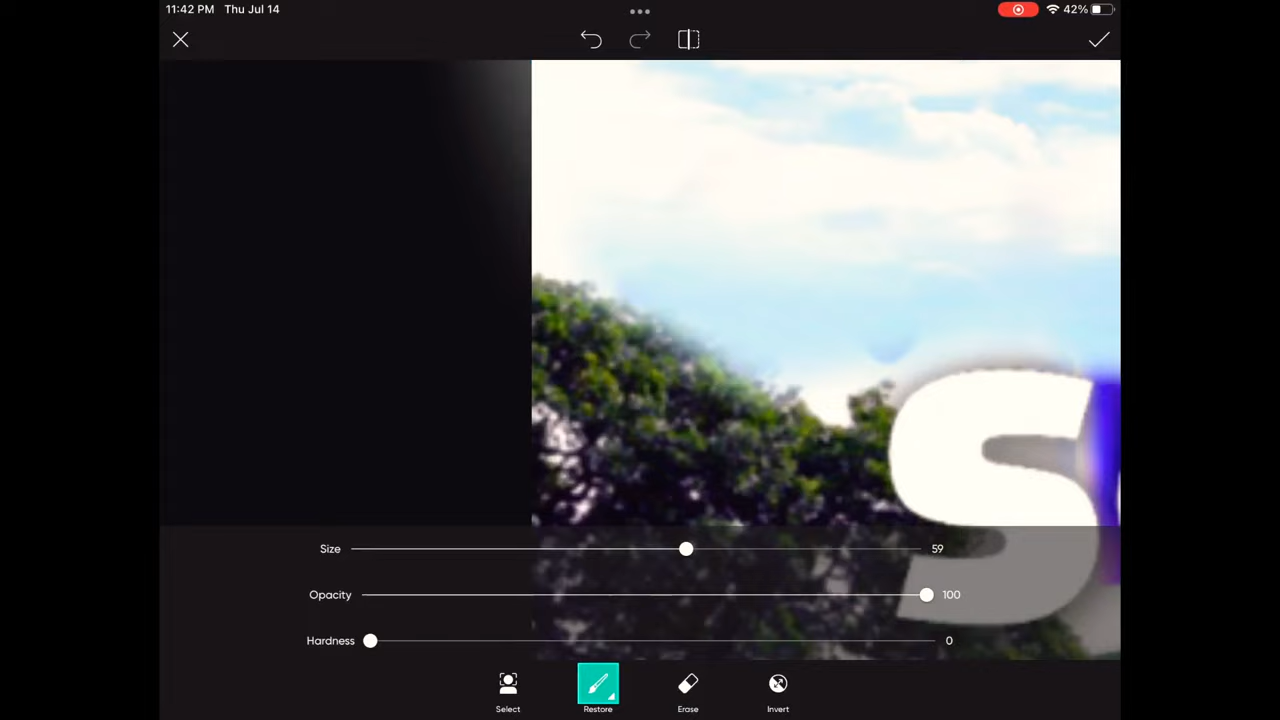 11:42 PM Thu Jul 14
42%
Size 59
Opacity 100
Hardness 0
Select Restore Erase Invert
S